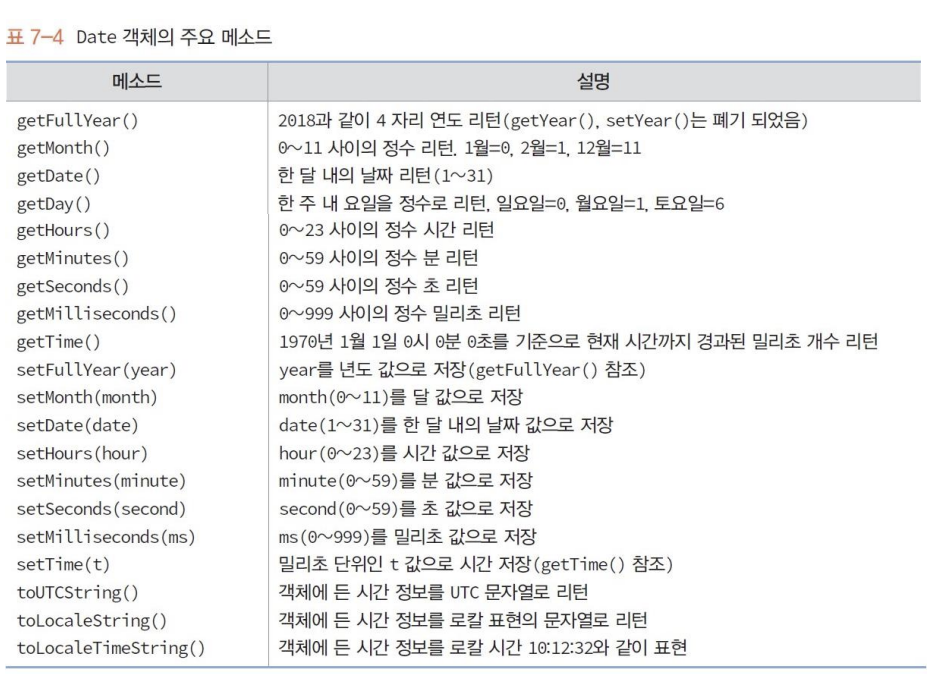 표 7-4 Date 객체의 주요 메소드
메소드 설명
getFullYear() 2018과 같이 4 자리 연도 리턴(getYear(), setYear()는 폐기 되었음)
getMonth() 0~11 사이의 정수 리턴. 1월=0, 2월=1, 12월=11
getDate() 한 달 내의 날짜 리턴(1~31)
getDay() 한 주 내 요일을 정수로 리턴, 일요일=0, 월요일=1, 토요일=6
getHours() 0~23 사이의 정수 시간 리턴
getMinutes() 0~59 사이의 정수 분 리턴
getSeconds() 0~59 사이의 정수 초 리턴
getMilliseconds() 0~999 사이의 정수 밀리초 리턴
getTime() 1970년 1월 1일 0시 0분 0초를 기준으로 현재 시간까지 경과된 밀리초 개수 리턴
setFullYear(year) year를 년도 값으로 저장(getFullYear() 참조)
setMonth(month) month(0~11)를 달 값으로 저장
setDate(date) date(1~31)를 한 달 내의 날짜 값으로 저장
setHours(hour) hour(0~23)를 시간 값으로 저장
setMinutes(minute) minute(0~59)를 분 값으로 저장
setSeconds(second) second(0~59)를 초 값으로 저장
setMilliseconds(ms) ms(0~999)를 밀리초 값으로 저장
setTime(t) 밀리초 단위인 t 값으로 시간 저장(getTime() 참조)
toUTCString() 객체에 든 시간 정보를 UTC 문자열로 리턴
toLocaleString() 객체에 든 시간 정보를 로칼 표현의 문자열로 리턴
toLocaleTimeString() 객체에 든 시간 정보를 로칼 시간 10:12:32와 같이 표현